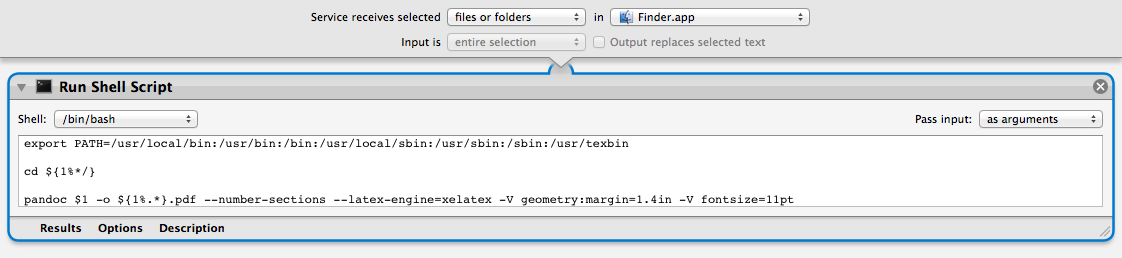 Service receives selected files or folders in Finder.app
Input is entire selection Output replaces selected text
Run Shell Script
Shell: /bin/bash Pass input: as arguments
export PATH=/usr/local/bin:/usr/bin:/bin:/usr/local/sbin:/usr/sbin:/sbin:/usr/texbin
cd ${1%*/}
pandoc $1 -o ${1%.*}.pdf --number-sections --latex-engine=xelatex -V geometry:margin=1.4in -V fontsize=11pt
Results Options Description